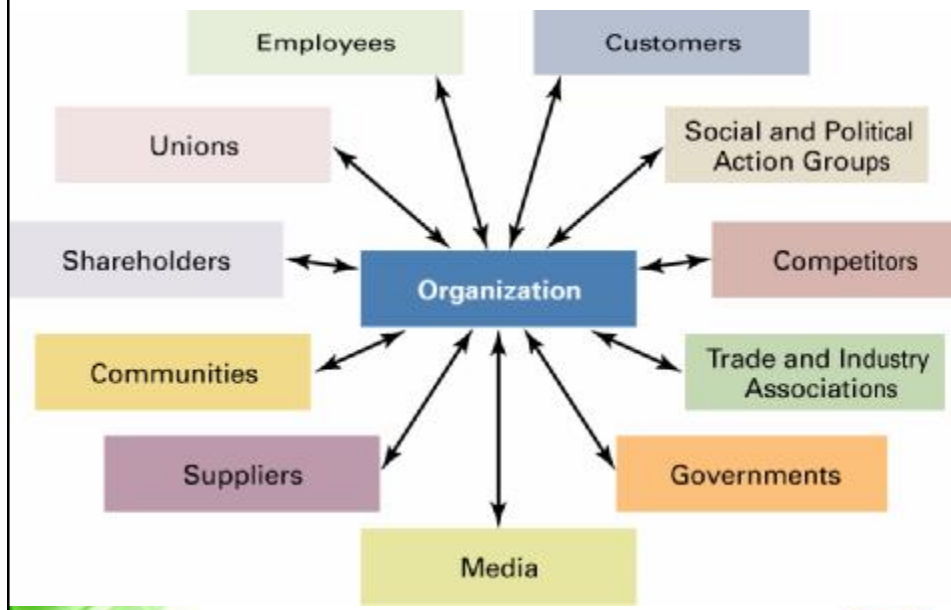 Employees
Customers
Unions
Social and Political
Action Groups
Shareholders
Organization
Competitors
Communities
Trade and Industry
Associations
Suppliers
Governments
Media